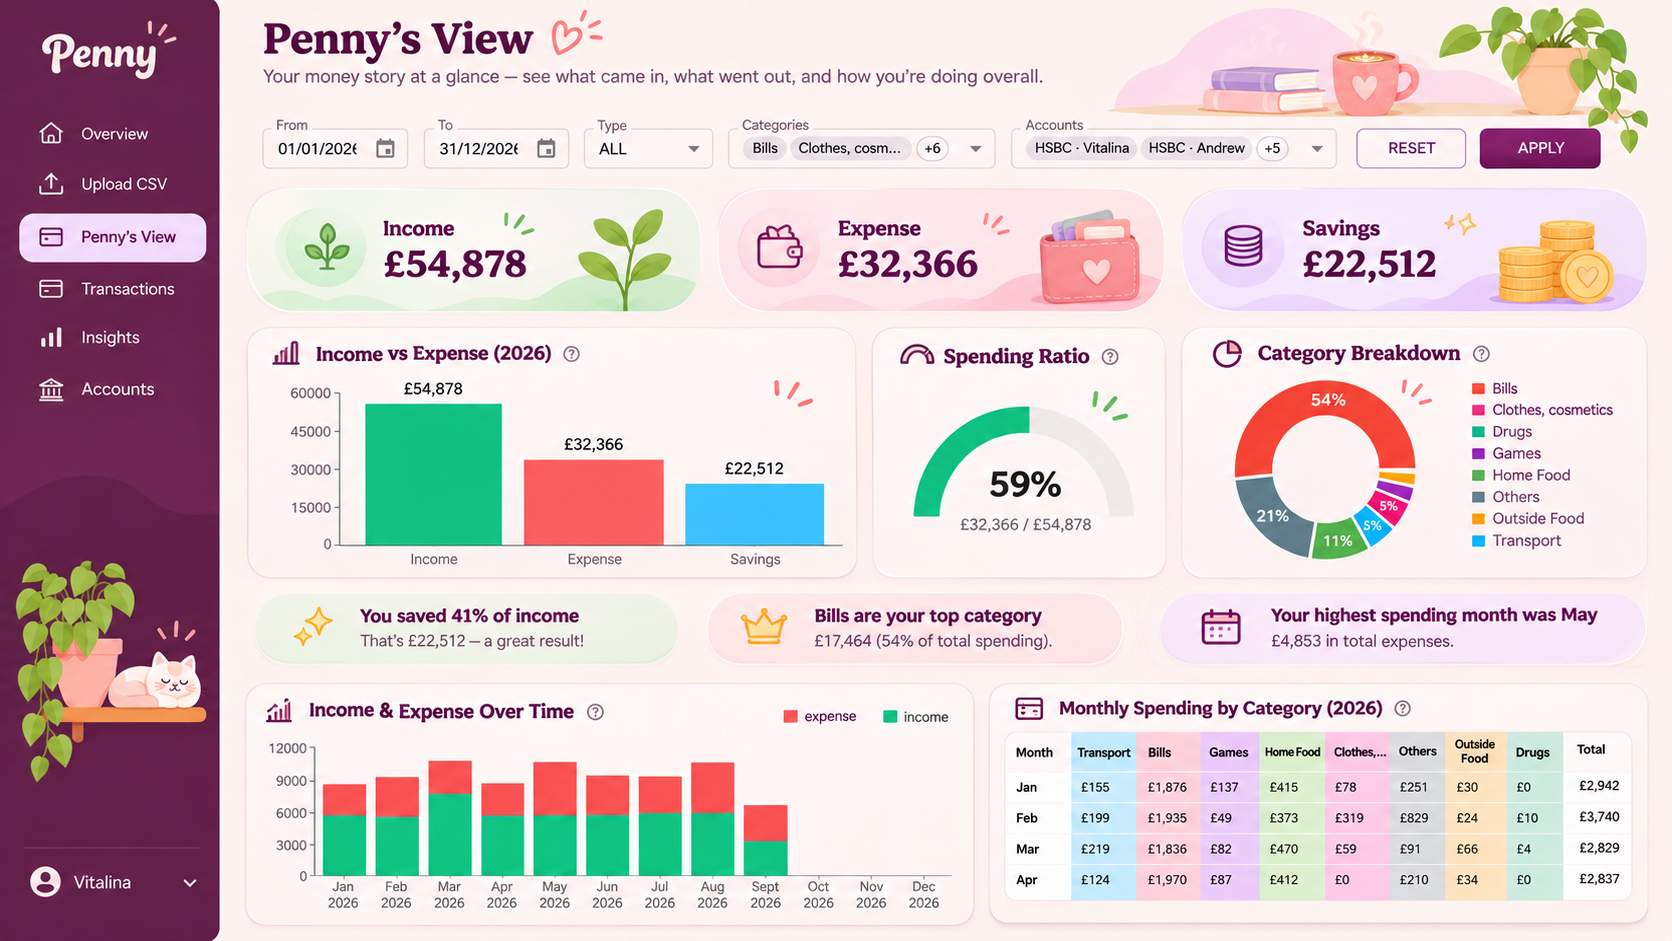 Penny
Overview
Upload CSV
Penny's View
Transactions
Insights
Accounts
Vitalina
Penny's View
Your money story at a glance — see what came in, what went out, and how you're doing overall.
From
01/01/2026
To
31/12/2026
Type
ALL
Categories
Bills
Clothes, cosm...
+6
Accounts
HSBC · Vitalina
HSBC · Andrew
+5
RESET
APPLY
Income
£54,878
Expense
£32,366
Savings
£22,512
Income vs Expense (2026) ?
60000
45000
30000
15000
0
£54,878
£32,366
£22,512
Income
Expense
Savings
Spending Ratio ?
59%
£32,366 / £54,878
Category Breakdown ?
54%
21%
11%
5%
5%
Bills
Clothes, cosmetics
Drugs
Games
Home Food
Others
Outside Food
Transport
You saved 41% of income
That's £22,512 — a great result!
Bills are your top category
£17,464 (54% of total spending).
Your highest spending month was May
£4,853 in total expenses.
Income & Expense Over Time ?
expense
income
12000
9000
6000
3000
0
Jan 2026
Feb 2026
Mar 2026
Apr 2026
May 2026
Jun 2026
Jul 2026
Aug 2026
Sept 2026
Oct 2026
Nov 2026
Dec 2026
Monthly Spending by Category (2026) ?
Month Transport Bills Games Home Food Clothes,... Others Outside Food Drugs Total
Jan £155 £1,876 £137 £415 £78 £251 £30 £0 £2,942
Feb £199 £1,935 £49 £373 £319 £829 £24 £10 £3,740
Mar £219 £1,836 £82 £470 £59 £91 £66 £4 £2,829
Apr £124 £1,970 £87 £412 £0 £210 £34 £0 £2,837